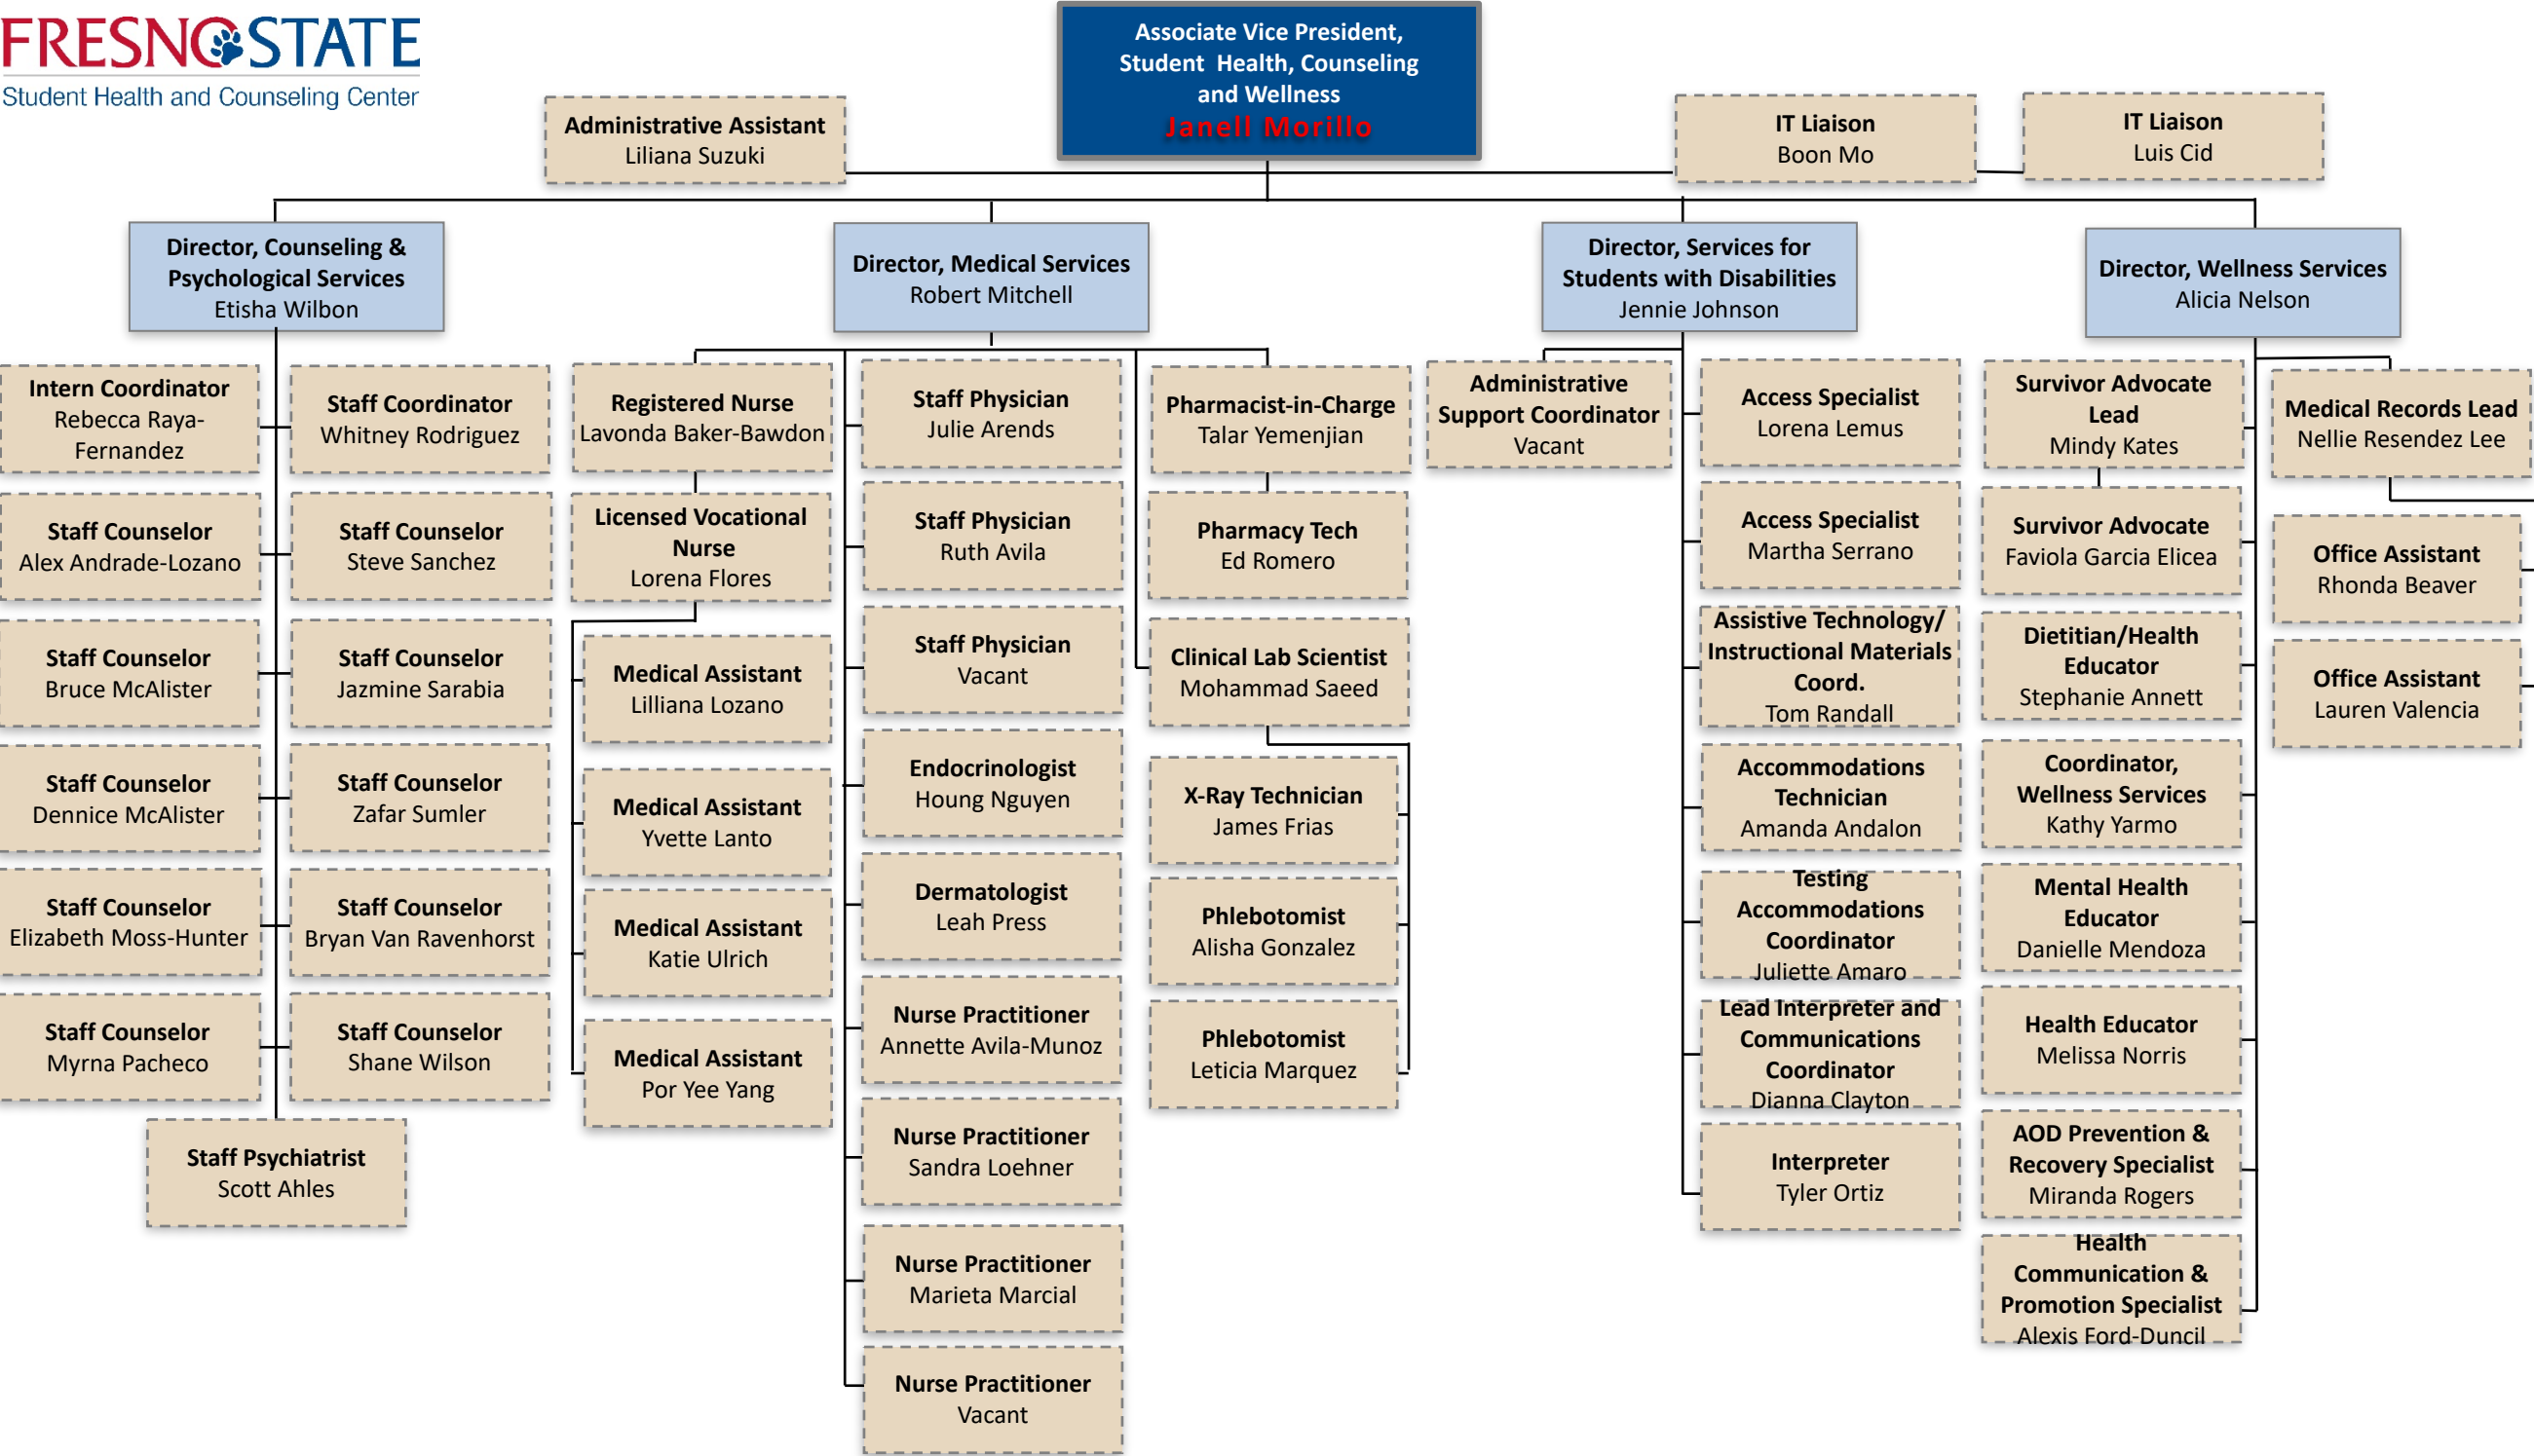 FRESNO STATE
Student Health and Counseling Center
Associate Vice President,
Student Health, Counseling
and Wellness
Janell Morillo
Administrative Assistant
Liliana Suzuki
IT Liaison
Boon Mo
IT Liaison
Luis Cid
Director, Counseling &
Psychological Services
Etisha Wilbon
Director, Medical Services
Robert Mitchell
Director, Services for
Students with Disabilities
Jennie Johnson
Director, Wellness Services
Alicia Nelson
Intern Coordinator
Rebecca Raya-
Fernandez
Staff Counselor
Alex Andrade-Lozano
Staff Counselor
Bruce McAlister
Staff Counselor
Dennice McAlister
Staff Counselor
Elizabeth Moss-Hunter
Staff Counselor
Myrna Pacheco
Staff Coordinator
Whitney Rodriguez
Staff Counselor
Steve Sanchez
Staff Counselor
Jazmine Sarabia
Staff Counselor
Zafar Sumler
Staff Counselor
Bryan Van Ravenhorst
Staff Counselor
Shane Wilson
Staff Psychiatrist
Scott Ahles
Registered Nurse
Lavonda Baker-Bawdon
Licensed Vocational
Nurse
Lorena Flores
Medical Assistant
Lilliana Lozano
Medical Assistant
Yvette Lanto
Medical Assistant
Katie Ulrich
Medical Assistant
Por Yee Yang
Staff Physician
Julie Arends
Staff Physician
Ruth Avila
Staff Physician
Vacant
Endocrinologist
Houng Nguyen
Dermatologist
Leah Press
Nurse Practitioner
Annette Avila-Munoz
Nurse Practitioner
Sandra Loehner
Nurse Practitioner
Marieta Marcial
Nurse Practitioner
Vacant
Pharmacist-in-Charge
Talar Yemenjian
Pharmacy Tech
Ed Romero
Clinical Lab Scientist
Mohammad Saeed
X-Ray Technician
James Frias
Phlebotomist
Alisha Gonzalez
Phlebotomist
Leticia Marquez
Administrative
Support Coordinator
Vacant
Access Specialist
Lorena Lemus
Access Specialist
Martha Serrano
Assistive Technology/
Instructional Materials
Coord.
Tom Randall
Accommodations
Technician
Amanda Andalon
Testing
Accommodations
Coordinator
Juliette Amaro
Lead Interpreter and
Communications
Coordinator
Dianna Clayton
Interpreter
Tyler Ortiz
Survivor Advocate
Lead
Mindy Kates
Survivor Advocate
Faviola Garcia Elicea
Dietitian/Health
Educator
Stephanie Annett
Coordinator,
Wellness Services
Kathy Yarmo
Mental Health
Educator
Danielle Mendoza
Health Educator
Melissa Norris
AOD Prevention &
Recovery Specialist
Miranda Rogers
Health
Communication &
Promotion Specialist
Alexis Ford-Duncil
Medical Records Lead
Nellie Resendez Lee
Office Assistant
Rhonda Beaver
Office Assistant
Lauren Valencia